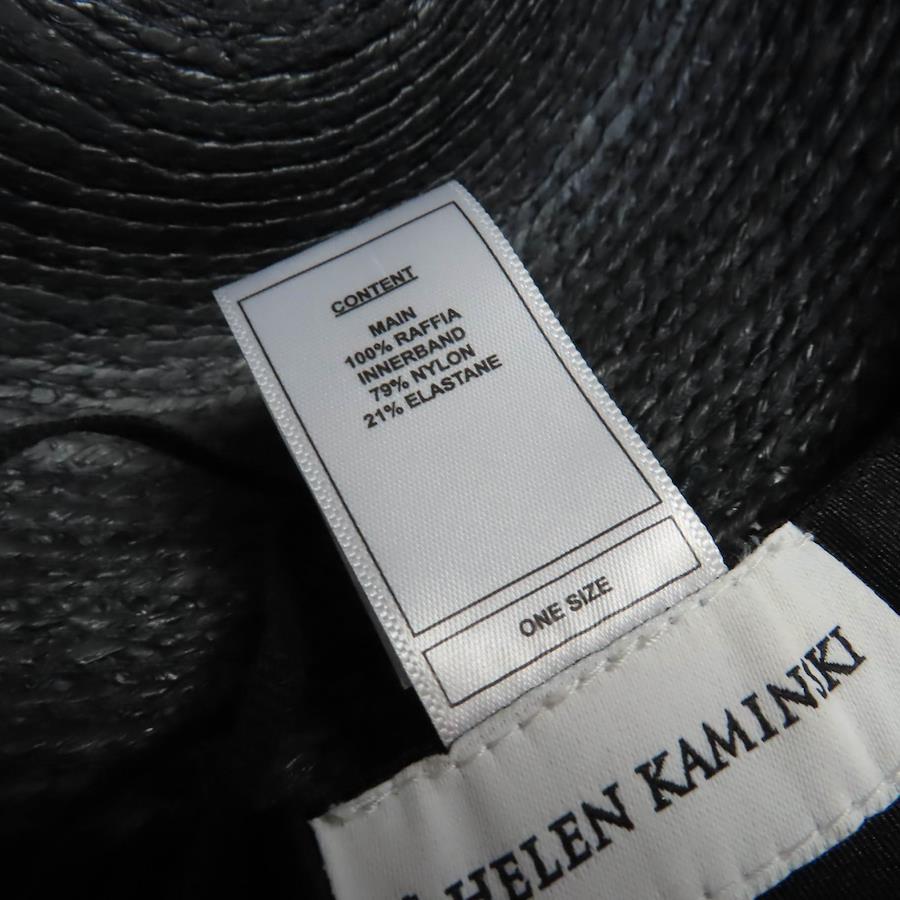 CONTENT
MAIN
100% RAFFIA
INNERBAND
79% NYLON
21% ELASTANE
ONE SIZE
HELEN KAMINSKI